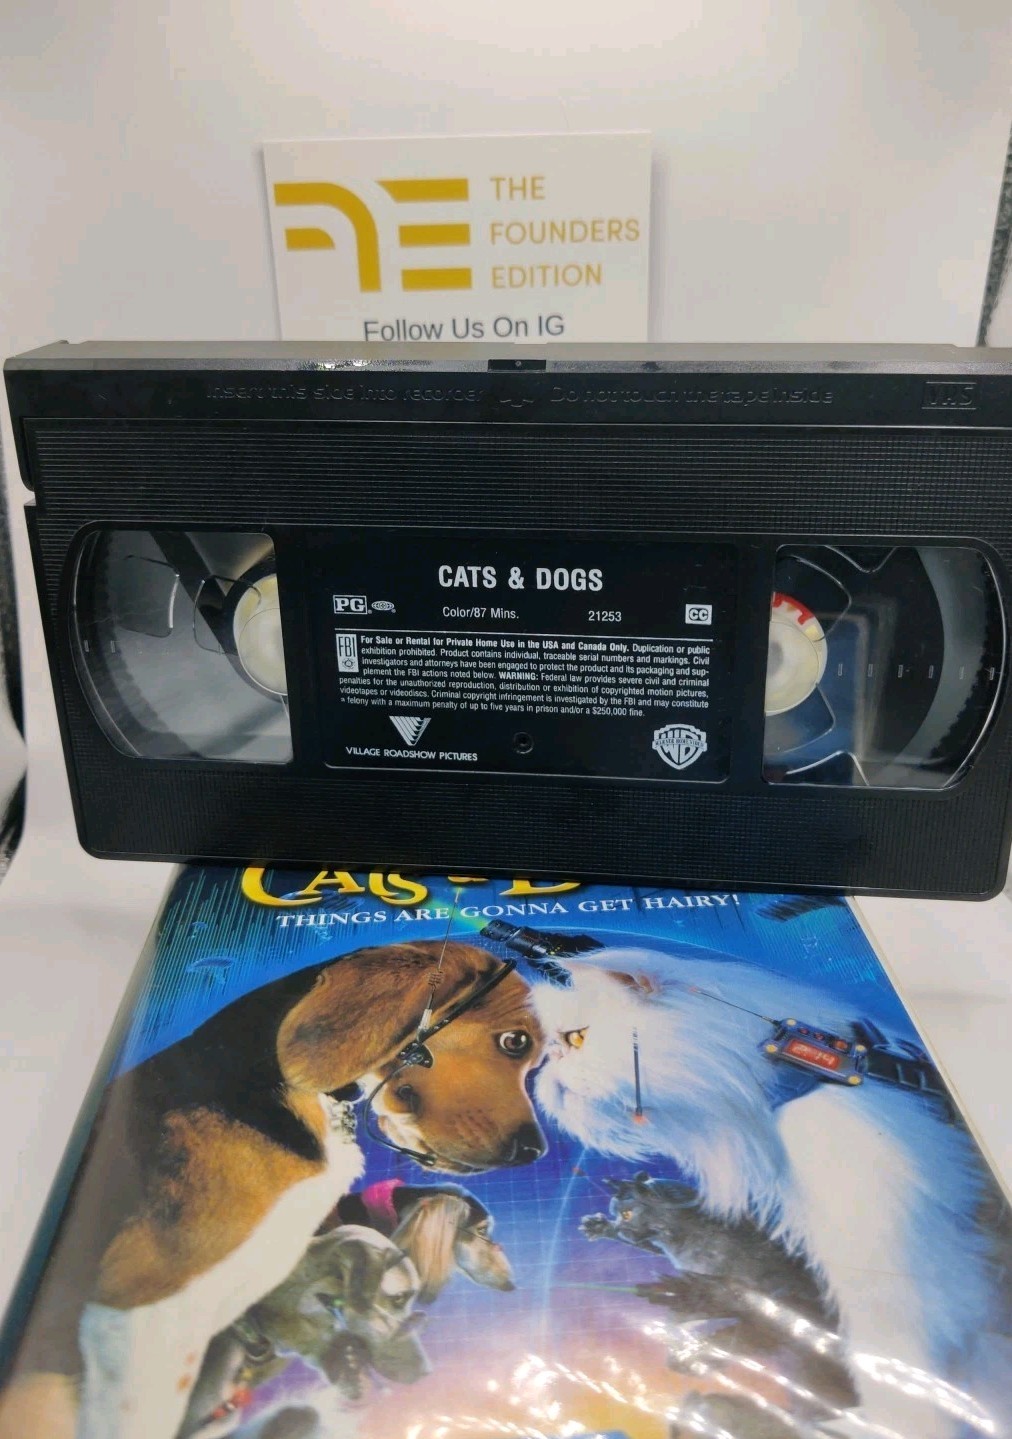 THE
FOUNDERS
EDITION
Follow Us On IG
Insert this side into recorder Do not touch the tape inside VHS
CATS & DOGS
PG Color/87 Mins. 21253 CC
FBI For Sale or Rental for Private Home Use in the USA and Canada Only. Duplication or public
exhibition prohibited. Product contains individual, traceable serial numbers and markings. Civil
investigators and attorneys have been engaged to protect the product and its packaging and sup-
plement the FBI actions noted below. WARNING: Federal law provides severe civil and criminal
penalties for the unauthorized reproduction, distribution or exhibition of copyrighted motion pictures,
videotapes or videodiscs. Criminal copyright infringement is investigated by the FBI and may constitute
a felony with a maximum penalty of up to five years in prison and/or a $250,000 fine.
VILLAGE ROADSHOW PICTURES
WARNER HOME VIDEO
CATS & D
THINGS ARE GONNA GET HAIRY!